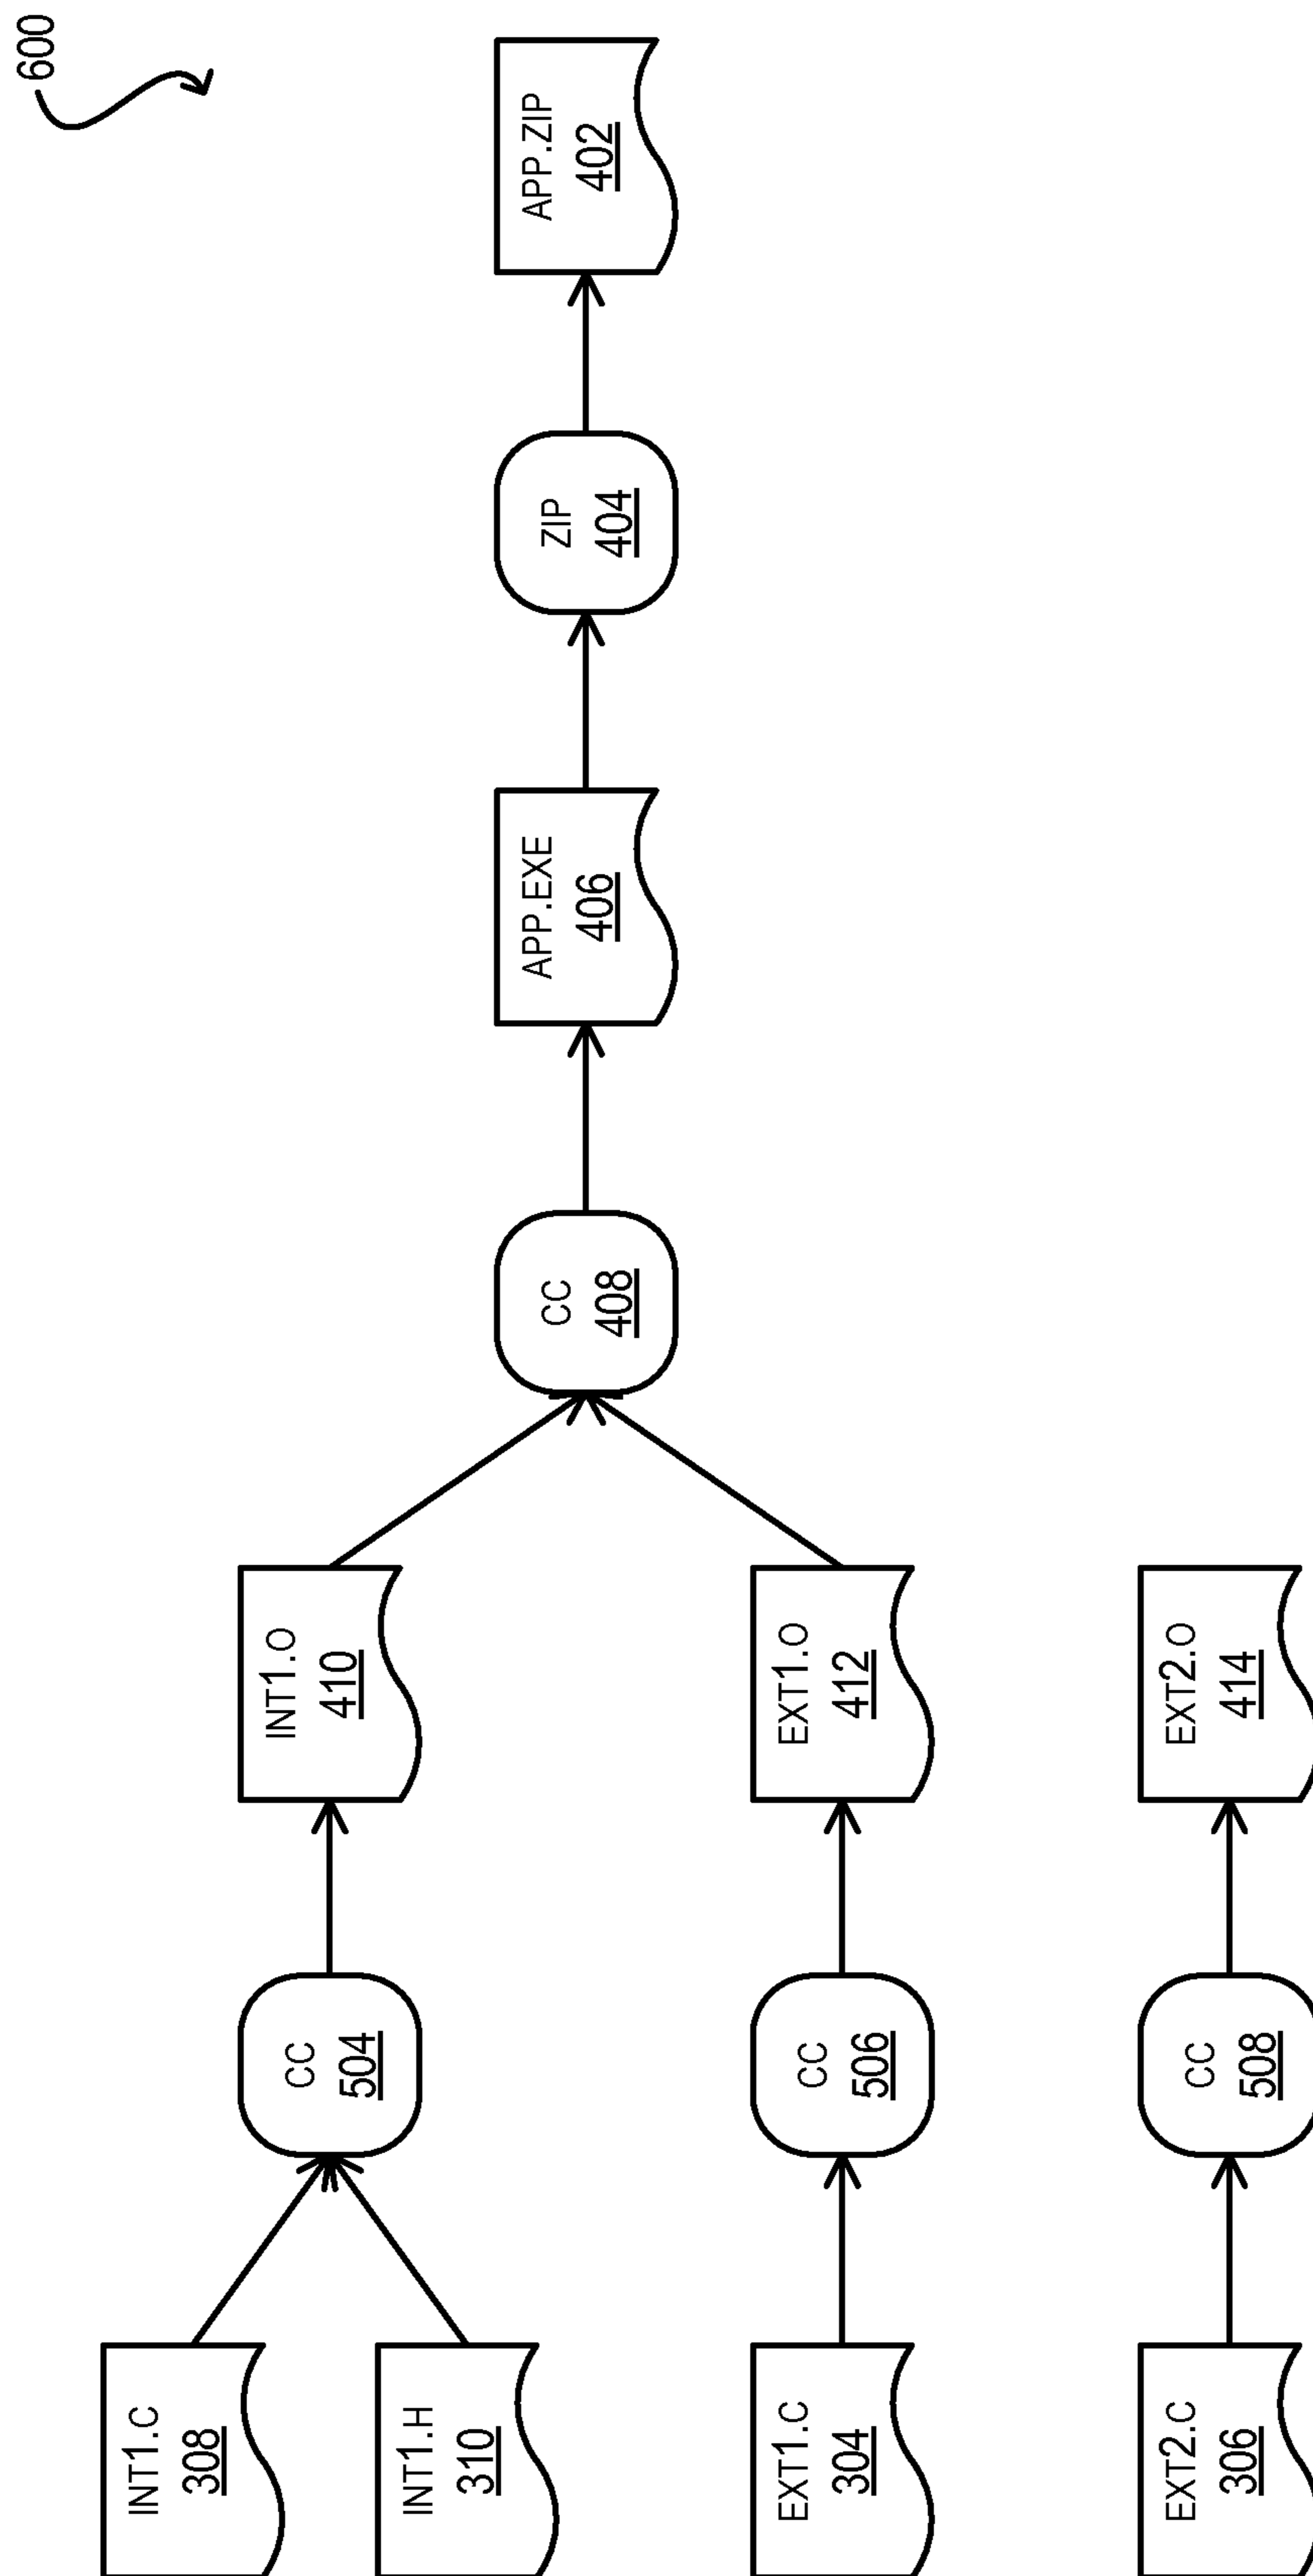 600
INT1.C
308
INT1.H
310
CC
504
INT1.O
410
EXT1.C
304
CC
506
EXT1.O
412
EXT2.C
306
CC
508
EXT2.O
414
CC
408
APP.EXE
406
ZIP
404
APP.ZIP
402